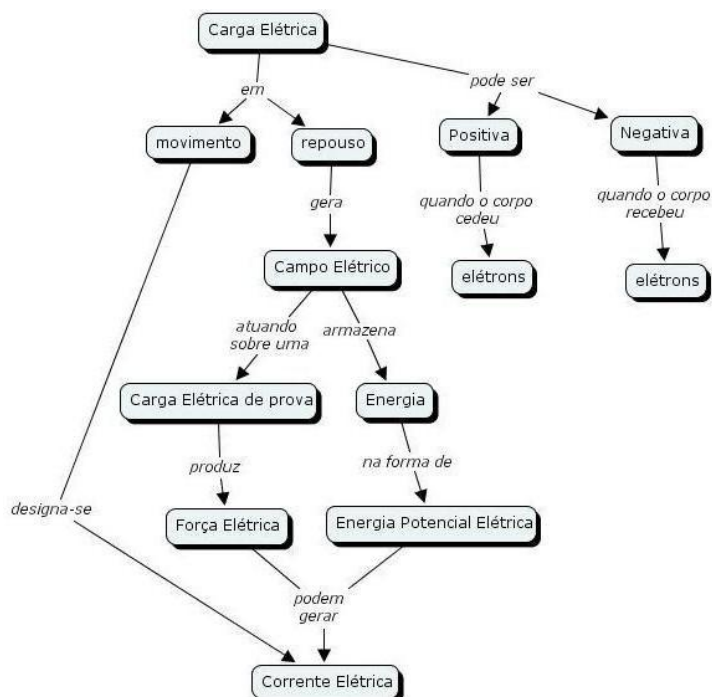 Carga Elétrica
em
pode ser
movimento
repouso
Positiva
Negativa
gera
quando o corpo
cedeu
quando o corpo
recebeu
Campo Elétrico
elétrons
elétrons
atuando
sobre uma
armazena
Carga Elétrica de prova
Energia
produz
na forma de
designa-se
Força Elétrica
Energia Potencial Elétrica
podem
gerar
Corrente Elétrica